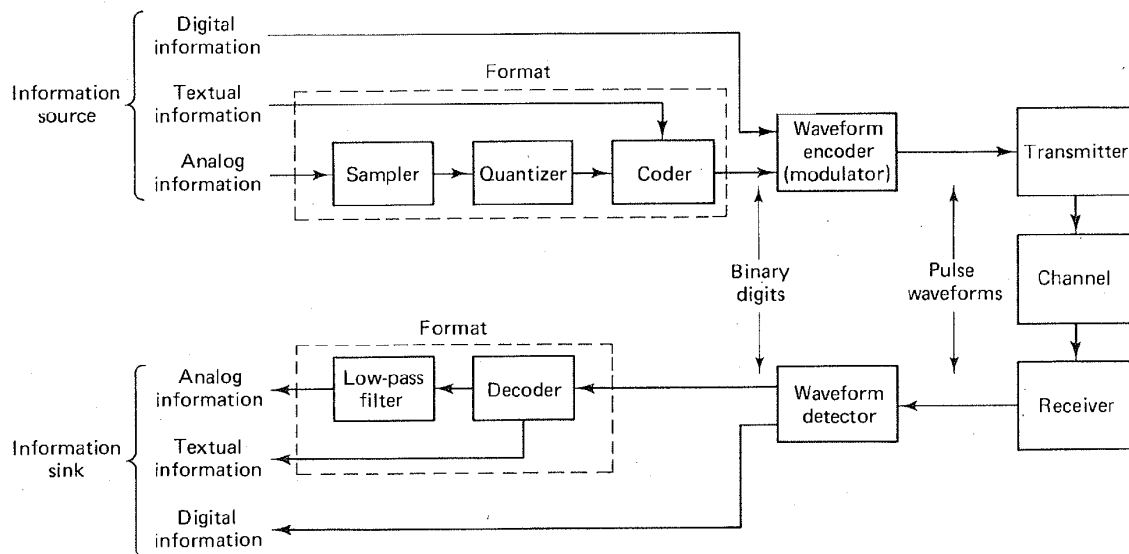 Digital
information
Format
Textual
information
Information
source
Analog
information
Sampler
Quantizer
Coder
Waveform
encoder
(modulator)
Transmitter
Binary
digits
Pulse
waveforms
Channel
Format
Analog
information
Low-pass
filter
Decoder
Waveform
detector
Receiver
Information
sink
Textual
information
Digital
information